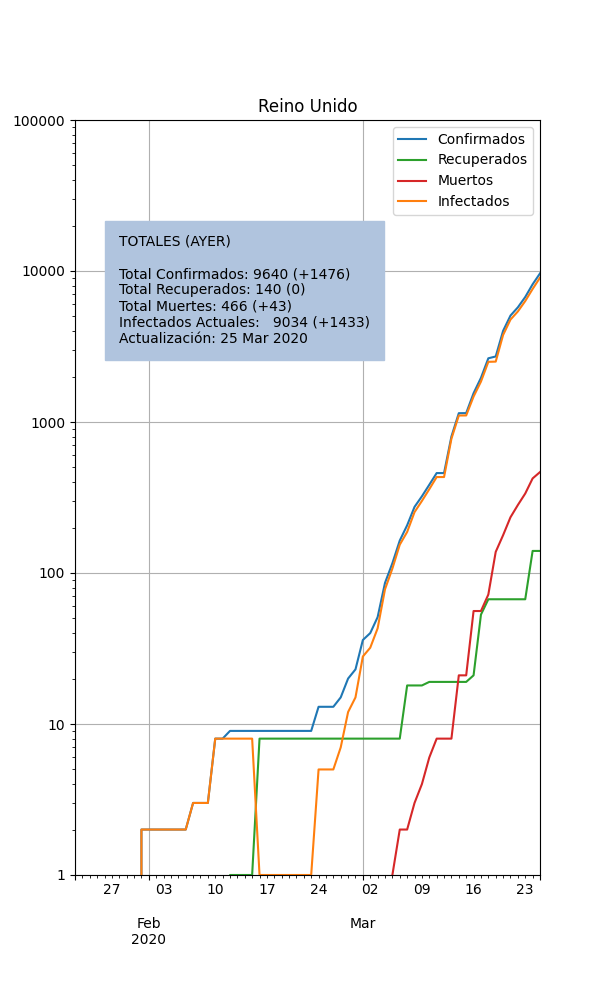 Reino Unido
100000
10000
1000
100
10
1
Confirmados
Recuperados
Muertos
Infectados
TOTALES (AYER)
Total Confirmados: 9640 (+1476)
Total Recuperados: 140 (0)
Total Muertes: 466 (+43)
Infectados Actuales:   9034 (+1433)
Actualización: 25 Mar 2020
27 03 10 17 24 02 09 16 23
Feb Mar
2020